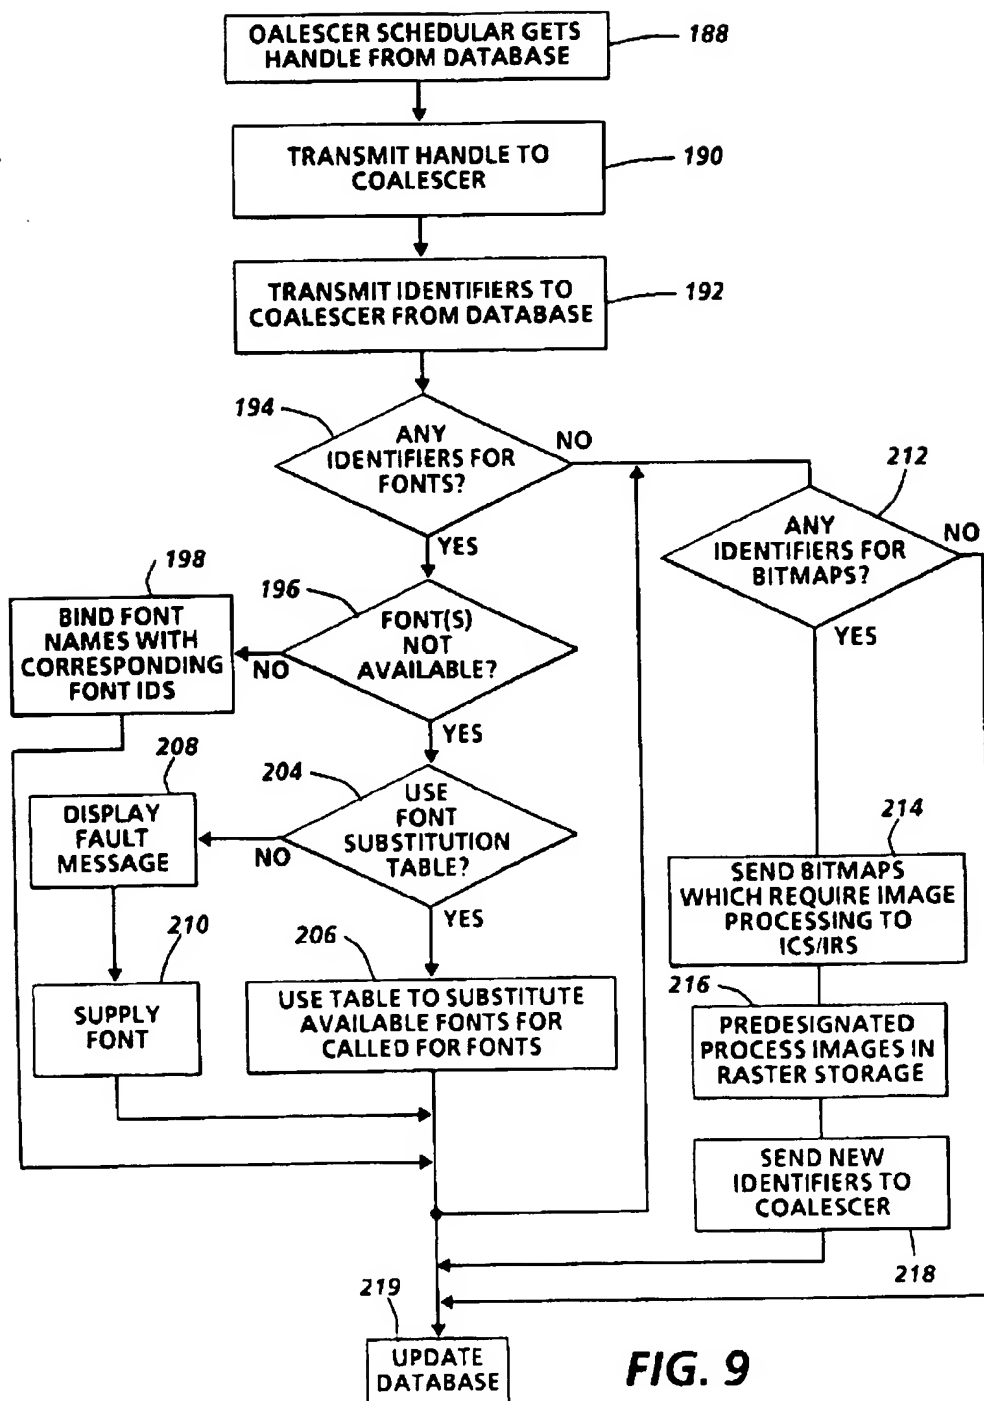 OALESCER SCHEDULAR GETS
HANDLE FROM DATABASE
188
TRANSMIT HANDLE TO
COALESCER
190
TRANSMIT IDENTIFIERS TO
COALESCER FROM DATABASE
192
194
ANY
IDENTIFIERS FOR
FONTS?
NO
YES
212
ANY
IDENTIFIERS FOR
BITMAPS?
NO
YES
198
BIND FONT
NAMES WITH
CORRESPONDING
FONT IDS
196
FONT(S)
NOT
AVAILABLE?
NO
YES
208
DISPLAY
FAULT
MESSAGE
204
USE
FONT
SUBSTITUTION
TABLE?
NO
YES
214
SEND BITMAPS
WHICH REQUIRE IMAGE
PROCESSING TO
ICS/IRS
210
SUPPLY
FONT
206
USE TABLE TO SUBSTITUTE
AVAILABLE FONTS FOR
CALLED FOR FONTS
216
PREDESIGNATED
PROCESS IMAGES IN
RASTER STORAGE
SEND NEW
IDENTIFIERS TO
COALESCER
218
219
UPDATE
DATABASE
FIG. 9